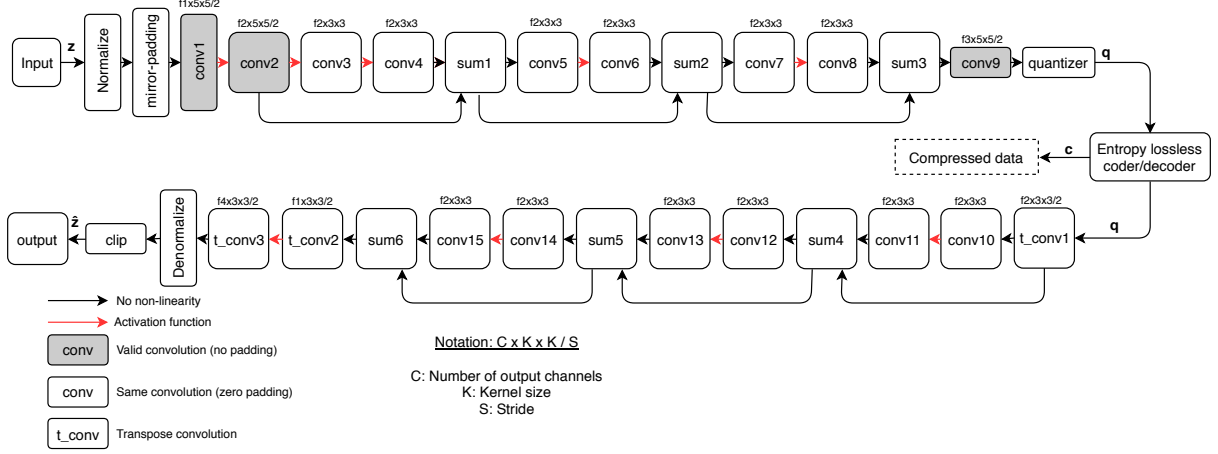 f1x5x5/2
f2x5x5/2 f2x3x3 f2x3x3 f2x3x3 f2x3x3 f2x3x3 f2x3x3 f3x5x5/2
Input z Normalize mirror-padding conv1 conv2 conv3 conv4 sum1 conv5 conv6 sum2 conv7 conv8 sum3 conv9 quantizer q
Compressed data c Entropy lossless
coder/decoder
f4x3x3/2 f1x3x3/2 f2x3x3 f2x3x3 f2x3x3 f2x3x3 f2x3x3 f2x3x3 f2x3x3/2
output ẑ clip Denormalize t_conv3 t_conv2 sum6 conv15 conv14 sum5 conv13 conv12 sum4 conv11 conv10 t_conv1 q
No non-linearity
Activation function
conv Valid convolution (no padding)
conv Same convolution (zero padding)
t_conv Transpose convolution
Notation: C x K x K / S
C: Number of output channels
K: Kernel size
S: Stride